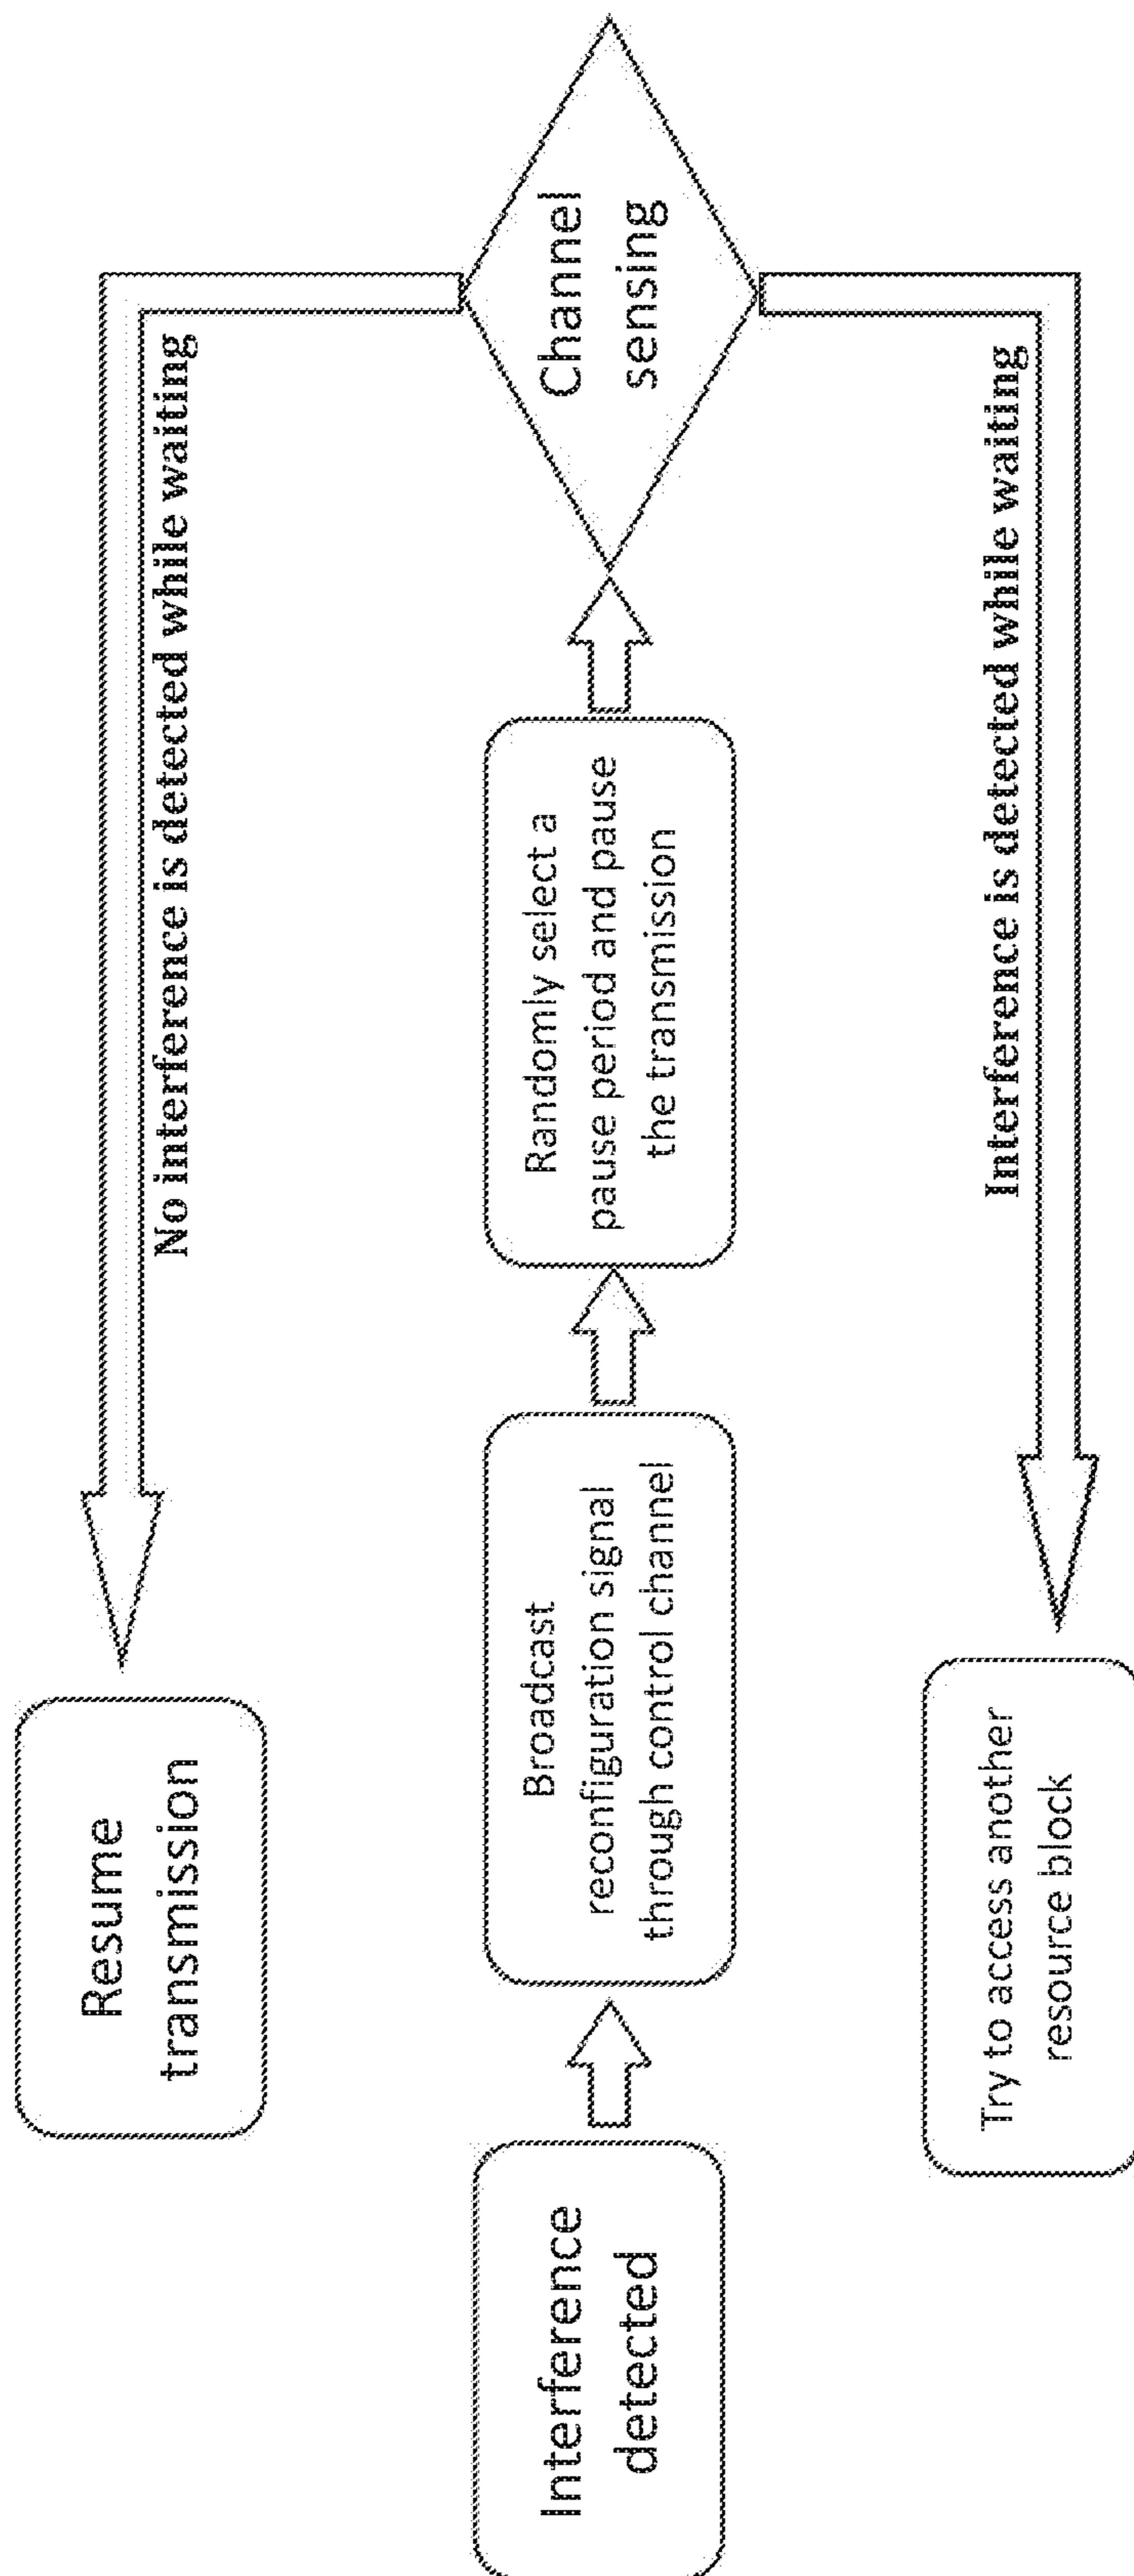 Resume
transmission
No interference is detected while waiting
Interference
detected
Broadcast
reconfiguration signal
through control channel
Randomly select a
pause period and pause
the transmission
Channel
sensing
Try to access another
resource block
Interference is detected while waiting